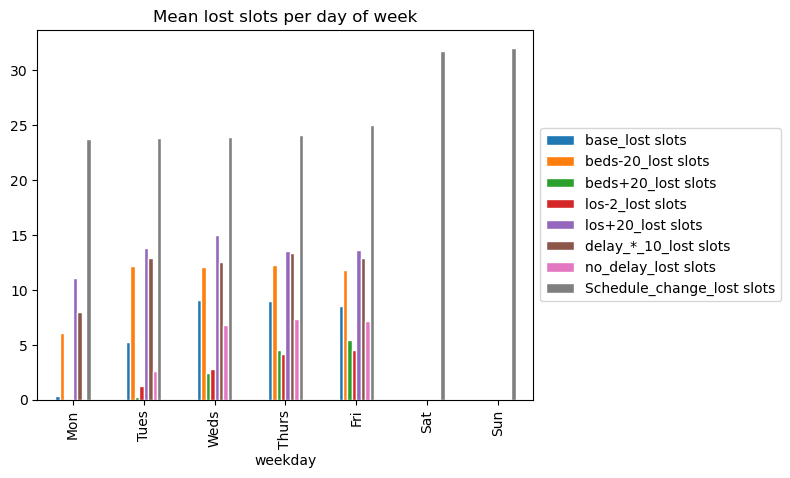 Mean lost slots per day of week
30
25
20
15
10
5
0
Mon
Tues
Weds
Thurs
Fri
Sat
Sun
weekday
base_lost slots
beds-20_lost slots
beds+20_lost slots
los-2_lost slots
los+20_lost slots
delay_*_10_lost slots
no_delay_lost slots
Schedule_change_lost slots